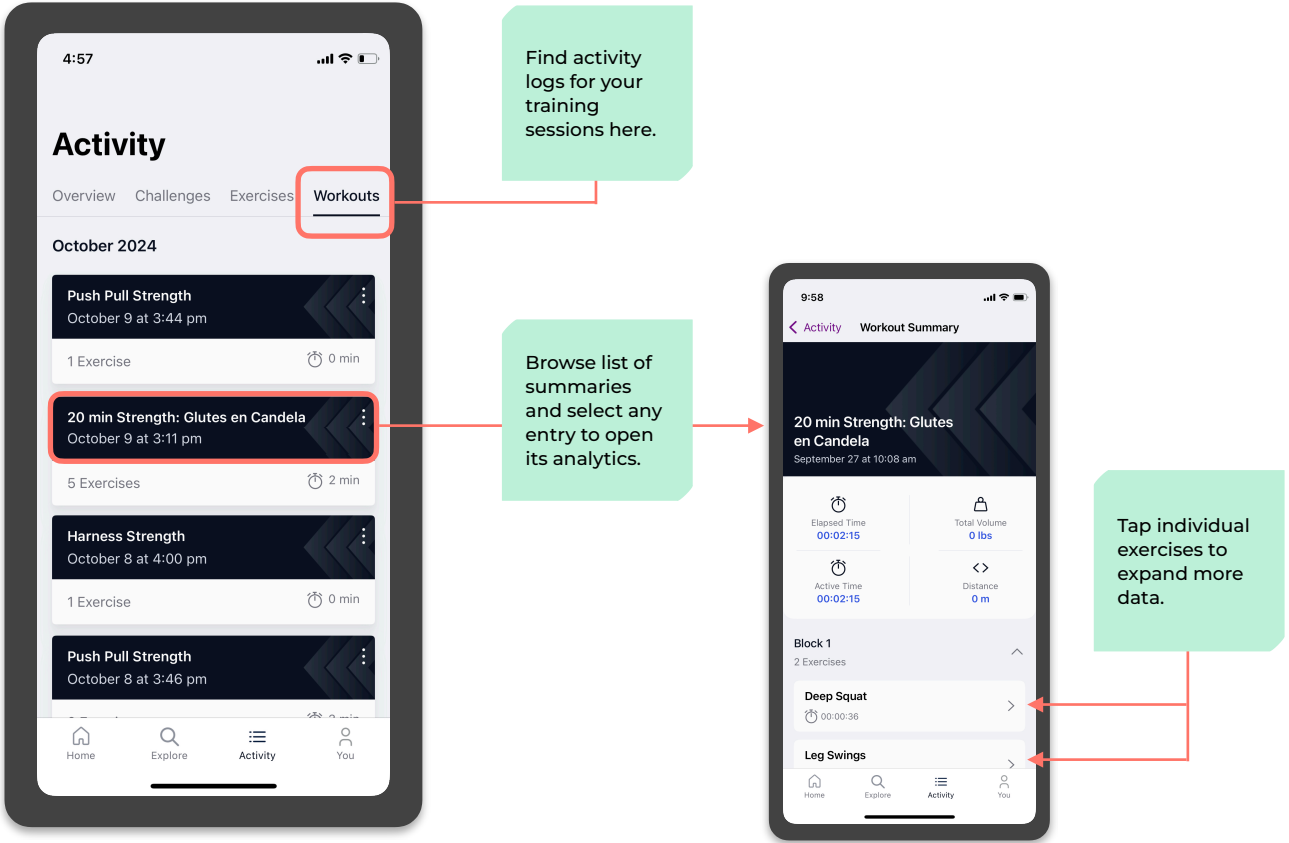 4:57
Activity
Overview Challenges Exercises Workouts
October 2024
Push Pull Strength
October 9 at 3:44 pm
1 Exercise 0 min
20 min Strength: Glutes en Candela
October 9 at 3:11 pm
5 Exercises 2 min
Harness Strength
October 8 at 4:00 pm
1 Exercise 0 min
Push Pull Strength
October 8 at 3:46 pm
Home Explore Activity You
Find activity
logs for your
training
sessions here.
Browse list of
summaries
and select any
entry to open
its analytics.
9:58
Activity Workout Summary
20 min Strength: Glutes
en Candela
September 27 at 10:08 am
Elapsed Time
00:02:15
Total Volume
0 lbs
Active Time
00:02:15
Distance
0 m
Block 1
2 Exercises
Deep Squat
00:00:36
Leg Swings
Home Explore Activity You
Tap individual
exercises to
expand more
data.